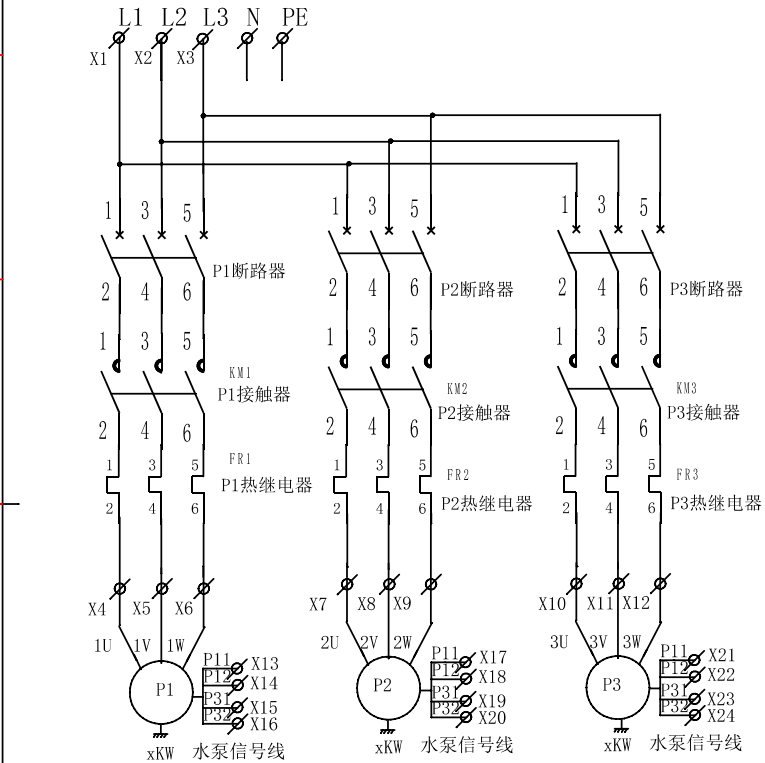 L1 L2 L3 N PE
X1 X2 X3
1 3 5 1 3 5 1 3 5
P1断路器 P2断路器 P3断路器
2 4 6 2 4 6 2 4 6
1 3 5 1 3 5 1 3 5
KM1 KM2 KM3
P1接触器 P2接触器 P3接触器
2 4 6 2 4 6 2 4 6
FR1 FR2 FR3
1 3 5 1 3 5 1 3 5
P1热继电器 P2热继电器 P3热继电器
2 4 6 2 4 6 2 4 6
X4 X5 X6 X7 X8 X9 X10 X11 X12
1U 1V 1W 2U 2V 2W 3U 3V 3W
P11 X13 P11 X17 P11 X21
P12 X14 P12 X18 P12 X22
P1 P2 P3
P31 X15 P31 X19 P31 X23
P32 X16 P32 X20 P32 X24
xKW 水泵信号线 xKW 水泵信号线 xKW 水泵信号线